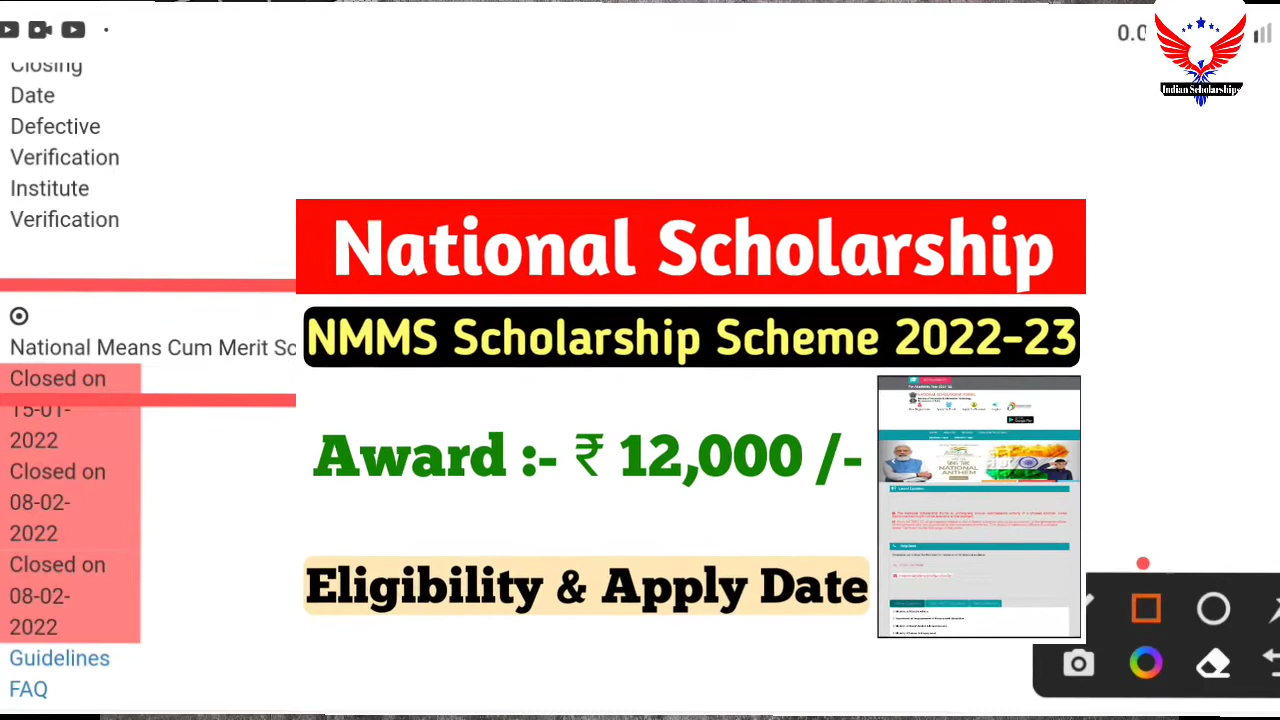 0.0
Indian Scholarships
Closing
Date
Defective
Verification
Institute
Verification
National Scholarship
NMMS Scholarship Scheme 2022-23
National Means Cum Merit Sc
Closed on
15-01-
2022
Closed on
08-02-
2022
Closed on
08-02-
2022
Guidelines
FAQ
Award :- ₹ 12,000 /-
Eligibility & Apply Date
NATIONAL ANTHEM